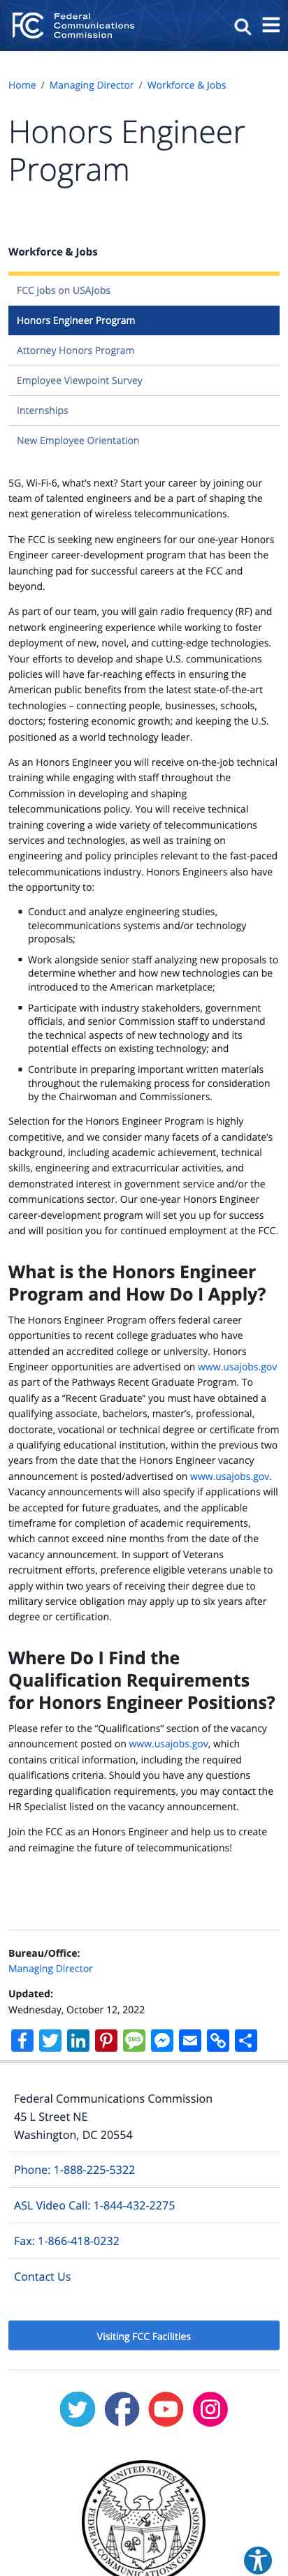 Federal
Communications
Commission
FC
Home / Managing Director / Workforce & Jobs
Honors Engineer
Program
Workforce & Jobs
FCC jobs on USAJobs
Honors Engineer Program
Attorney Honors Program
Employee Viewpoint Survey
Internships
New Employee Orientation
5G, Wi-Fi-6, what's next? Start your career by joining our
team of talented engineers and be a part of shaping the
next generation of wireless telecommunications.
The FCC is seeking new engineers for our one-year Honors
Engineer career-development program that has been the
launching pad for successful careers at the FCC and
beyond.
As part of our team, you will gain radio frequency (RF) and
network engineering experience while working to foster
deployment of new, novel, and cutting-edge technologies.
Your efforts to develop and shape U.S. communications
policies will have far-reaching effects in ensuring the
American public benefits from the latest state-of-the-art
technologies – connecting people, businesses, schools,
doctors; fostering economic growth; and keeping the U.S.
positioned as a world technology leader.
As an Honors Engineer you will receive on-the-job technical
training while engaging with staff throughout the
Commission in developing and shaping
telecommunications policy. You will receive technical
training covering a wide variety of telecommunications
services and technologies, as well as training on
engineering and policy principles relevant to the fast-paced
telecommunications industry. Honors Engineers also have
the opportunity to:
Conduct and analyze engineering studies,
telecommunications systems and/or technology
proposals;
Work alongside senior staff analyzing new proposals to
determine whether and how new technologies can be
introduced to the American marketplace;
Participate with industry stakeholders, government
officials, and senior Commission staff to understand
the technical aspects of new technology and its
potential effects on existing technology; and
Contribute in preparing important written materials
throughout the rulemaking process for consideration
by the Chairwoman and Commissioners.
Selection for the Honors Engineer Program is highly
competitive, and we consider many facets of a candidate's
background, including academic achievement, technical
skills, engineering and extracurricular activities, and
demonstrated interest in government service and/or the
communications sector. Our one-year Honors Engineer
career-development program will set you up for success
and will position you for continued employment at the FCC.
What is the Honors Engineer
Program and How Do I Apply?
The Honors Engineer Program offers federal career
opportunities to recent college graduates who have
attended an accredited college or university. Honors
Engineer opportunities are advertised on www.usajobs.gov
as part of the Pathways Recent Graduate Program. To
qualify as a "Recent Graduate" you must have obtained a
qualifying associate, bachelors, master's, professional,
doctorate, vocational or technical degree or certificate from
a qualifying educational institution, within the previous two
years from the date that the Honors Engineer vacancy
announcement is posted/advertised on www.usajobs.gov.
Vacancy announcements will also specify if applications will
be accepted for future graduates, and the applicable
timeframe for completion of academic requirements,
which cannot exceed nine months from the date of the
vacancy announcement. In support of Veterans
recruitment efforts, preference eligible veterans unable to
apply within two years of receiving their degree due to
military service obligation may apply up to six years after
degree or certification.
Where Do I Find the
Qualification Requirements
for Honors Engineer Positions?
Please refer to the "Qualifications" section of the vacancy
announcement posted on www.usajobs.gov, which
contains critical information, including the required
qualifications criteria. Should you have any questions
regarding qualification requirements, you may contact the
HR Specialist listed on the vacancy announcement.
Join the FCC as an Honors Engineer and help us to create
and reimagine the future of telecommunications!
Bureau/Office:
Managing Director
Updated:
Wednesday, October 12, 2022
SMS
Federal Communications Commission
45 L Street NE
Washington, DC 20554
Phone: 1-888-225-5322
ASL Video Call: 1-844-432-2275
Fax: 1-866-418-0232
Contact Us
Visiting FCC Facilities
UNITED STATES
FEDERAL COMMUNICATIONS COMMISSION